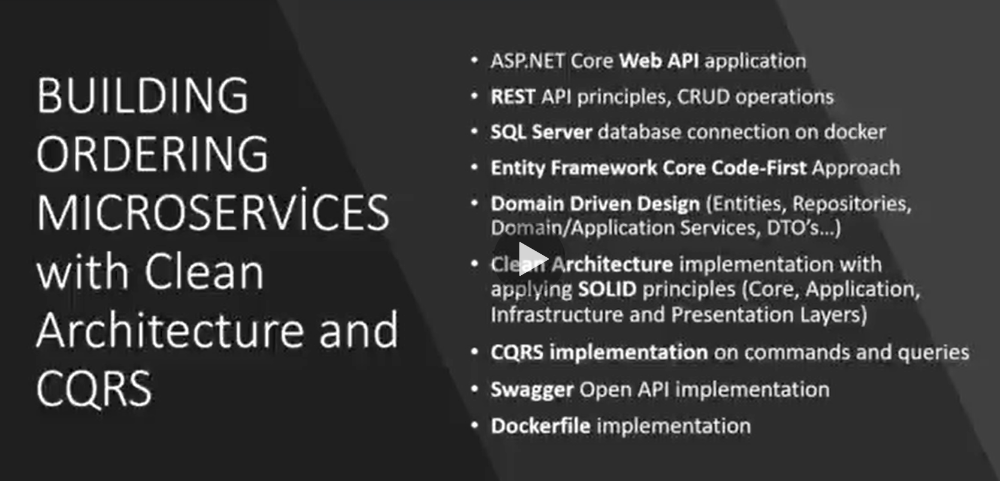 BUILDING
ORDERING
MICROSERVİCES
with Clean
Architecture and
CQRS
• ASP.NET Core Web API application
• REST API principles, CRUD operations
• SQL Server database connection on docker
• Entity Framework Core Code-First Approach
• Domain Driven Design (Entities, Repositories,
Domain/Application Services, DTO’s...)
• Clean Architecture implementation with
applying SOLID principles (Core, Application,
Infrastructure and Presentation Layers)
• CQRS implementation on commands and queries
• Swagger Open API implementation
• Dockerfile implementation